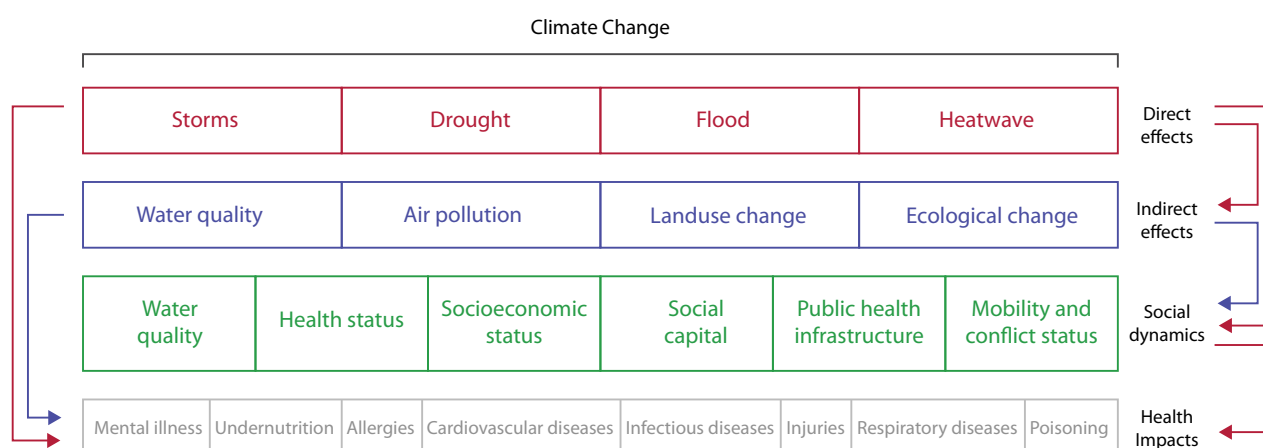 Climate Change
Storms
Drought
Flood
Heatwave
Direct
effects
Water quality
Air pollution
Landuse change
Ecological change
Indirect
effects
Water
quality
Health status
Socioeconomic
status
Social
capital
Public health
infrastructure
Mobility and
conflict status
Social
dynamics
Mental illness
Undernutrition
Allergies
Cardiovascular diseases
Infectious diseases
Injuries
Respiratory diseases
Poisoning
Health
Impacts